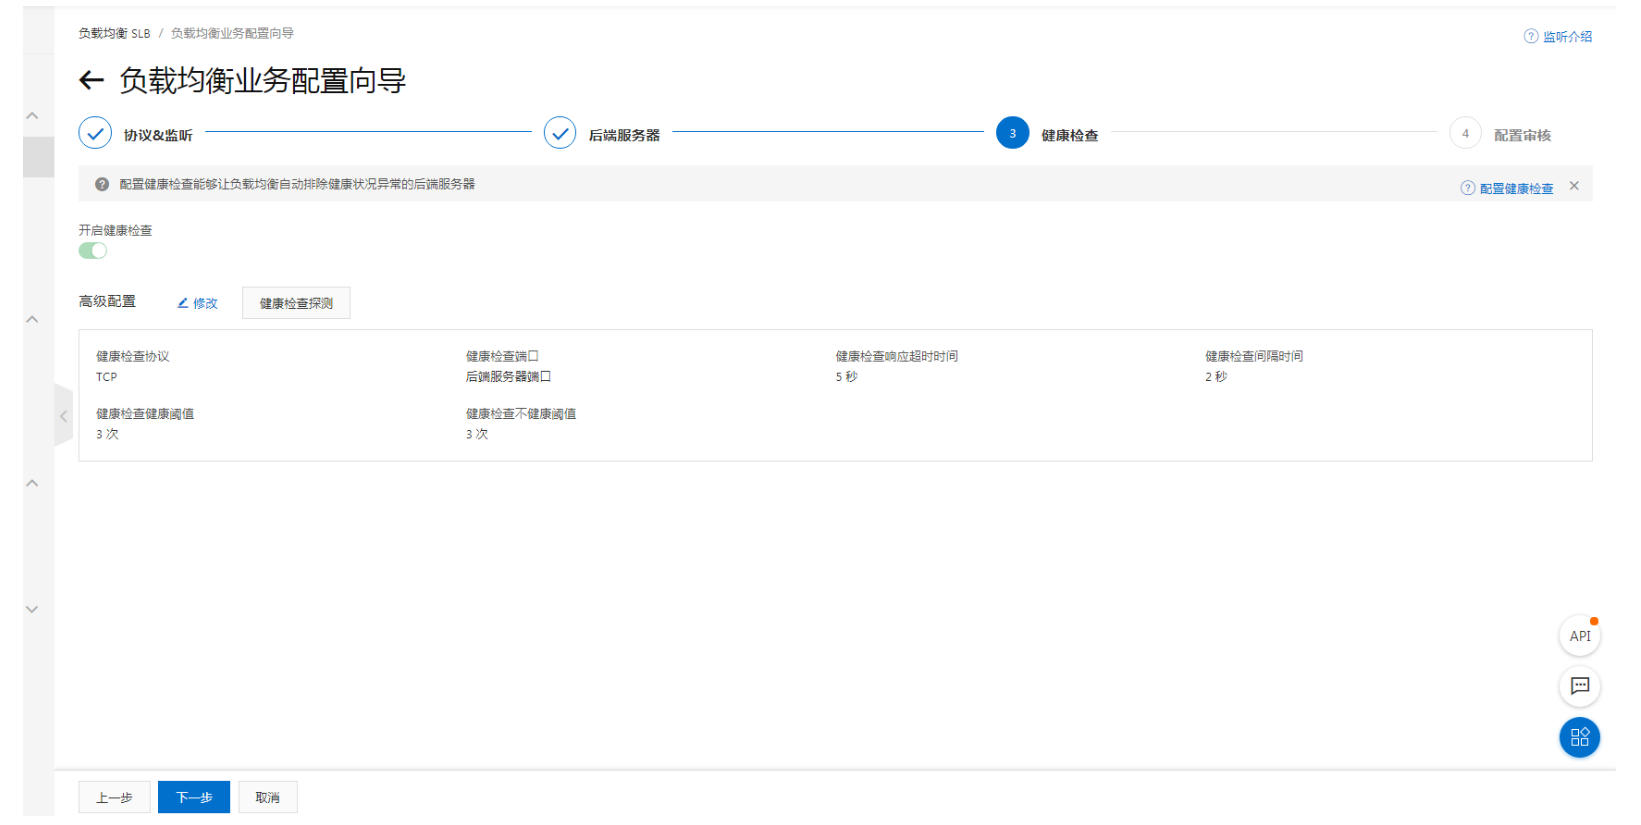 负载均衡 SLB / 负载均衡业务配置向导
监听介绍
负载均衡业务配置向导
协议&监听
后端服务器
3 健康检查
4 配置审核
配置健康检查能够让负载均衡自动排除健康状况异常的后端服务器
配置健康检查
开启健康检查
高级配置 修改 健康检查探测
健康检查协议 健康检查端口 健康检查响应超时时间 健康检查间隔时间
TCP 后端服务器端口 5 秒 2 秒
健康检查健康阈值 健康检查不健康阈值
3 次 3 次
API
上一步 下一步 取消